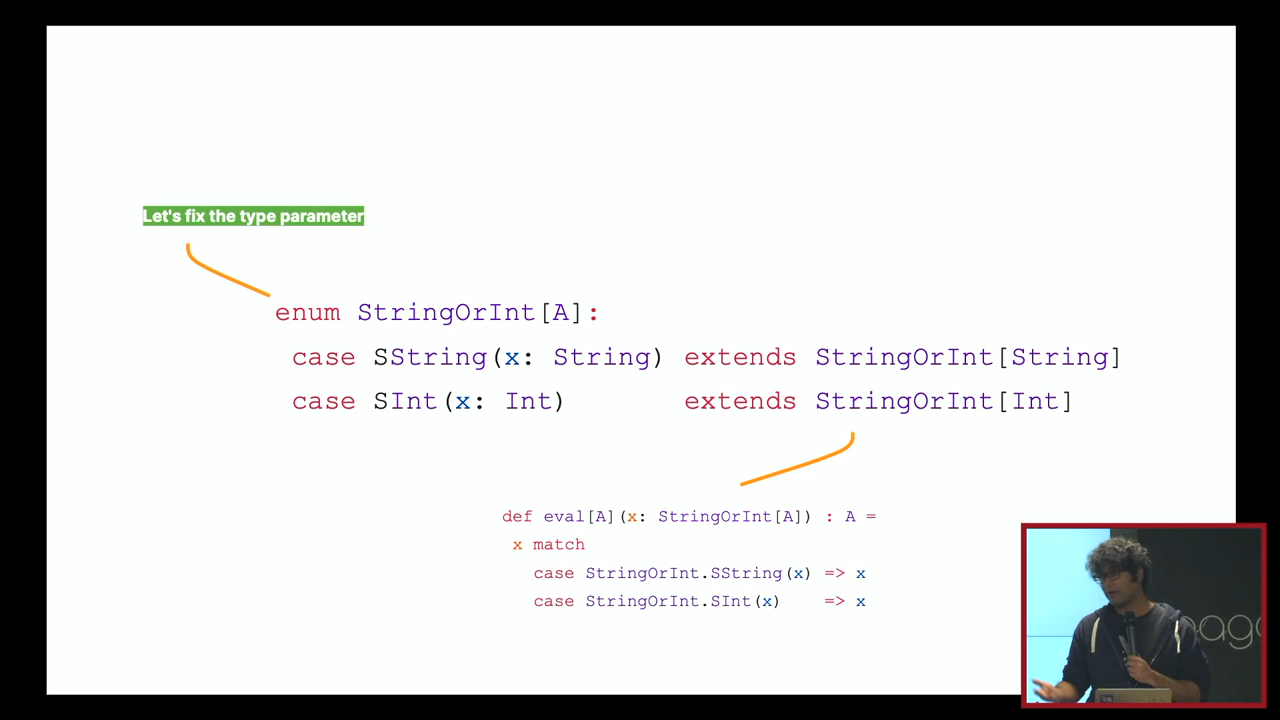 Let's fix the type parameter
enum StringOrInt[A]:
case SString(x: String) extends StringOrInt[String]
case SInt(x: Int) extends StringOrInt[Int]
def eval[A](x: StringOrInt[A]) : A =
x match
case StringOrInt.SString(x) => x
case StringOrInt.SInt(x) => x